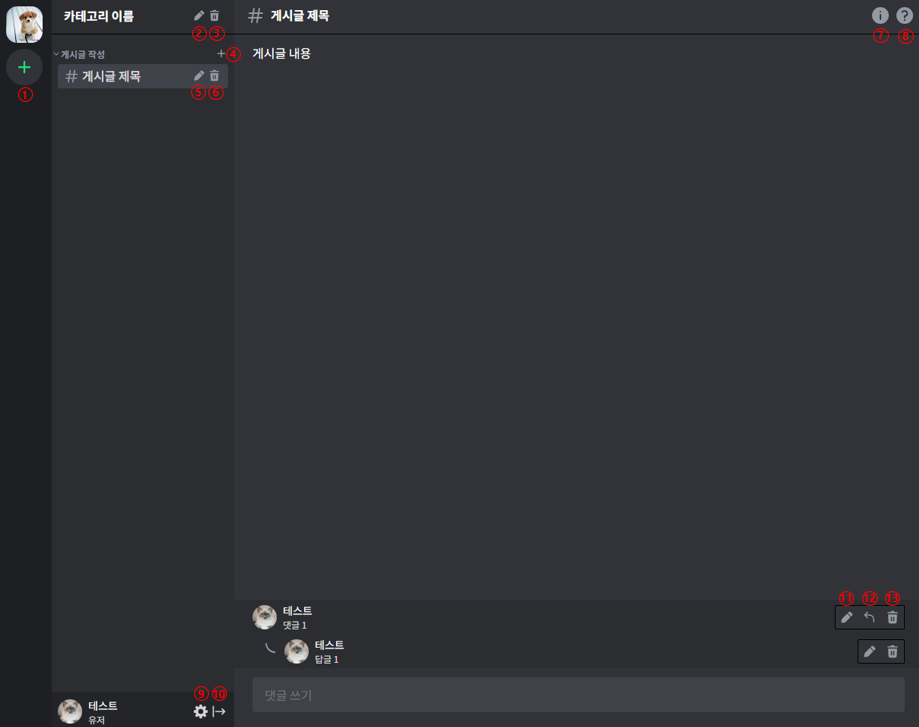 카테고리 이름
② ③
# 게시글 제목
⑦ ⑧
게시글 작성 + ④
# 게시글 제목
⑤ ⑥
①
게시글 내용
⑪ ⑫ ⑬
테스트
댓글 1
테스트
답글 1
댓글 쓰기
⑨ ⑩
테스트
유저